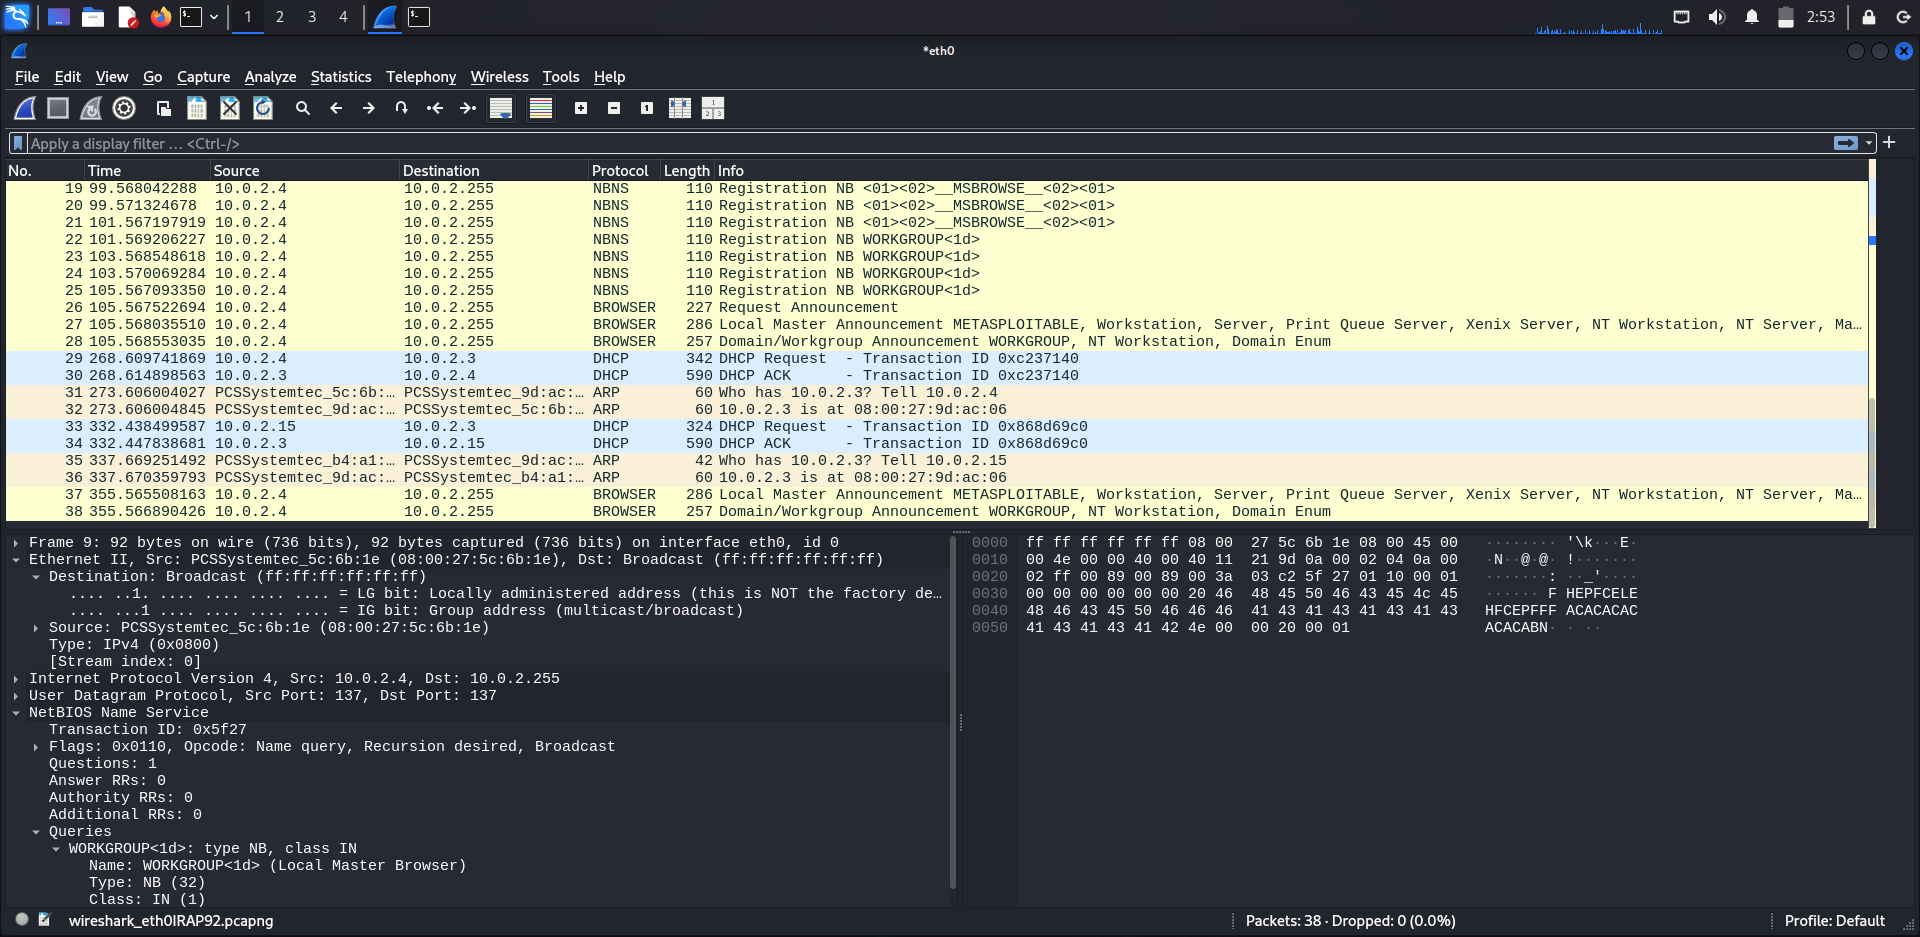 1 2 3 4 2:53
*eth0
File Edit View Go Capture Analyze Statistics Telephony Wireless Tools Help
Apply a display filter … <Ctrl-/>
No. Time Source Destination Protocol Length Info
19 99.568042288 10.0.2.4 10.0.2.255 NBNS 110 Registration NB <01><02>__MSBROWSE__<02><01>
20 99.571324678 10.0.2.4 10.0.2.255 NBNS 110 Registration NB <01><02>__MSBROWSE__<02><01>
21 101.567197919 10.0.2.4 10.0.2.255 NBNS 110 Registration NB <01><02>__MSBROWSE__<02><01>
22 101.569206227 10.0.2.4 10.0.2.255 NBNS 110 Registration NB WORKGROUP<1d>
23 103.568548618 10.0.2.4 10.0.2.255 NBNS 110 Registration NB WORKGROUP<1d>
24 103.570069284 10.0.2.4 10.0.2.255 NBNS 110 Registration NB WORKGROUP<1d>
25 105.567093350 10.0.2.4 10.0.2.255 NBNS 110 Registration NB WORKGROUP<1d>
26 105.567522694 10.0.2.4 10.0.2.255 BROWSER 227 Request Announcement
27 105.568035510 10.0.2.4 10.0.2.255 BROWSER 286 Local Master Announcement METASPLOITABLE, Workstation, Server, Print Queue Server, Xenix Server, NT Workstation, NT Server, Ma…
28 105.568553035 10.0.2.4 10.0.2.255 BROWSER 257 Domain/Workgroup Announcement WORKGROUP, NT Workstation, Domain Enum
29 268.609741869 10.0.2.4 10.0.2.3 DHCP 342 DHCP Request - Transaction ID 0xc237140
30 268.614898563 10.0.2.3 10.0.2.4 DHCP 590 DHCP ACK - Transaction ID 0xc237140
31 273.606004027 PCSSystemtec_5c:6b:… PCSSystemtec_9d:ac:… ARP 60 Who has 10.0.2.3? Tell 10.0.2.4
32 273.606004845 PCSSystemtec_9d:ac:… PCSSystemtec_5c:6b:… ARP 60 10.0.2.3 is at 08:00:27:9d:ac:06
33 332.438499587 10.0.2.15 10.0.2.3 DHCP 324 DHCP Request - Transaction ID 0x868d69c0
34 332.447838681 10.0.2.3 10.0.2.15 DHCP 590 DHCP ACK - Transaction ID 0x868d69c0
35 337.669251492 PCSSystemtec_b4:a1:… PCSSystemtec_9d:ac:… ARP 42 Who has 10.0.2.3? Tell 10.0.2.15
36 337.670359793 PCSSystemtec_9d:ac:… PCSSystemtec_b4:a1:… ARP 60 10.0.2.3 is at 08:00:27:9d:ac:06
37 355.565508163 10.0.2.4 10.0.2.255 BROWSER 286 Local Master Announcement METASPLOITABLE, Workstation, Server, Print Queue Server, Xenix Server, NT Workstation, NT Server, Ma…
38 355.566890426 10.0.2.4 10.0.2.255 BROWSER 257 Domain/Workgroup Announcement WORKGROUP, NT Workstation, Domain Enum
Frame 9: 92 bytes on wire (736 bits), 92 bytes captured (736 bits) on interface eth0, id 0
Ethernet II, Src: PCSSystemtec_5c:6b:1e (08:00:27:5c:6b:1e), Dst: Broadcast (ff:ff:ff:ff:ff:ff)
Destination: Broadcast (ff:ff:ff:ff:ff:ff)
.... ..1. .... .... .... .... = LG bit: Locally administered address (this is NOT the factory de…
.... ...1 .... .... .... .... = IG bit: Group address (multicast/broadcast)
Source: PCSSystemtec_5c:6b:1e (08:00:27:5c:6b:1e)
Type: IPv4 (0x0800)
[Stream index: 0]
Internet Protocol Version 4, Src: 10.0.2.4, Dst: 10.0.2.255
User Datagram Protocol, Src Port: 137, Dst Port: 137
NetBIOS Name Service
Transaction ID: 0x5f27
Flags: 0x0110, Opcode: Name query, Recursion desired, Broadcast
Questions: 1
Answer RRs: 0
Authority RRs: 0
Additional RRs: 0
Queries
WORKGROUP<1d>: type NB, class IN
Name: WORKGROUP<1d> (Local Master Browser)
Type: NB (32)
Class: IN (1)
0000 ff ff ff ff ff ff 08 00 27 5c 6b 1e 08 00 45 00 ········ '\k···E·
0010 00 4e 00 00 40 00 40 11 21 9d 0a 00 02 04 0a 00 ·N··@·@· !·······
0020 02 ff 00 89 00 89 00 3a 03 c2 5f 27 01 10 00 01 ·······: ··_'····
0030 00 00 00 00 00 00 20 46 48 45 50 46 43 45 4c 45 ······ F HEPFCELE
0040 48 46 43 45 50 46 46 46 41 43 41 43 41 43 41 43 HFCEPFFF ACACACAC
0050 41 43 41 43 41 42 4e 00 00 20 00 01 ACACABN· · ··
wireshark_eth0IRAP92.pcapng Packets: 38 · Dropped: 0 (0.0%) Profile: Default